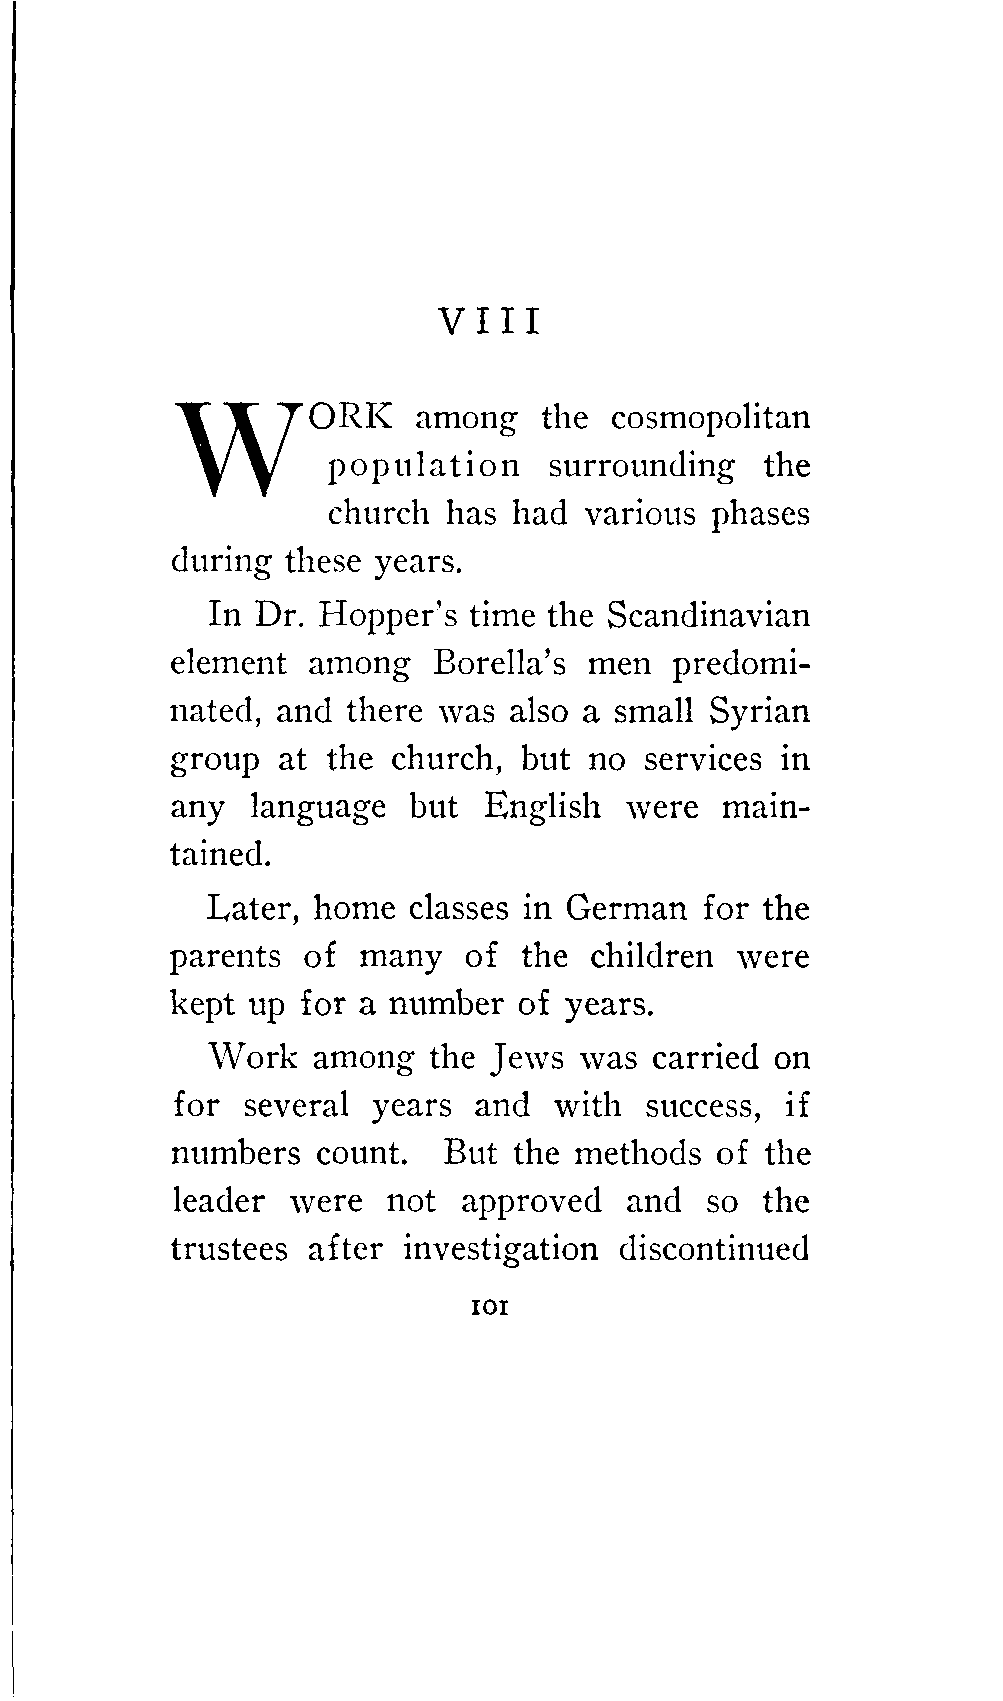 VIII
WORK among the cosmopolitan
population surrounding the
church has had various phases
during these years.
In Dr. Hopper's time the Scandinavian
element among Borella's men predomi-
nated, and there was also a small Syrian
group at the church, but no services in
any language but English were main-
tained.
Later, home classes in German for the
parents of many of the children were
kept up for a number of years.
Work among the Jews was carried on
for several years and with success, if
numbers count. But the methods of the
leader were not approved and so the
trustees after investigation discontinued
101